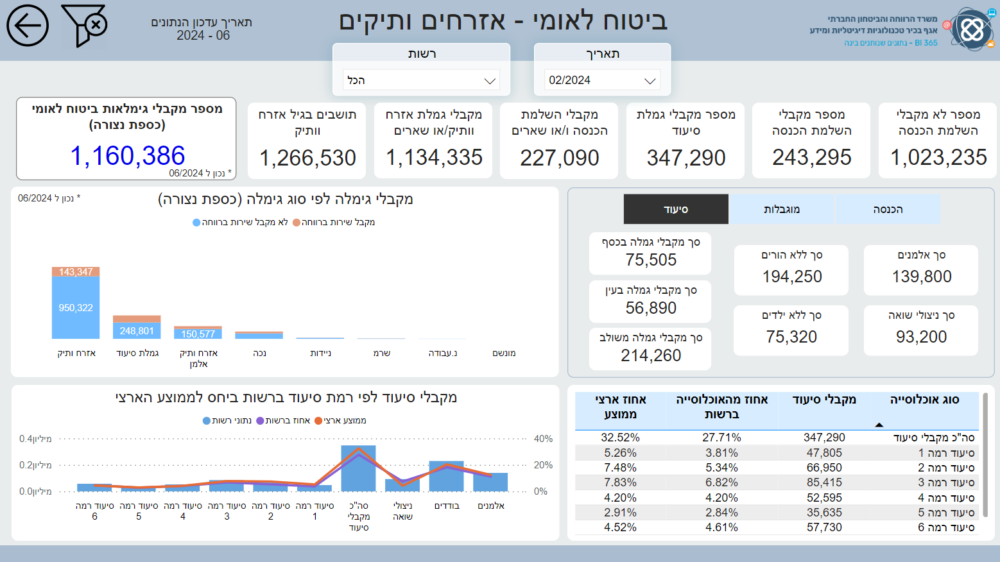 משרד הרווחה והביטחון החברתי
אגף בכיר טכנולוגיות דיגיטליות ומידע
BI 365 - נתונים שנותנים בינה
ביטוח לאומי - אזרחים ותיקים
תאריך עדכון הנתונים
2024 - 06
תאריך
02/2024
רשות
הכל
מספר לא מקבלי
השלמת הכנסה
1,023,235
מספר מקבלי
השלמת הכנסה
243,295
מספר מקבלי גמלת
סיעוד
347,290
מקבלי השלמת
הכנסה ו/או שארים
227,090
מקבלי גמלת אזרח
וותיק/או שארים
1,134,335
תושבים בגיל אזרח
וותיק
1,266,530
מספר מקבלי גימלאות ביטוח לאומי
(כספת נצורה)
1,160,386
* נכון ל 06/2024
הכנסה
מוגבלות
סיעוד
סך אלמנים
139,800
סך ללא הורים
194,250
סך מקבלי גמלה בכסף
75,505
סך מקבלי גמלה בעין
56,890
סך ניצולי שואה
93,200
סך ללא ילדים
75,320
סך מקבלי גמלה משולב
214,260
מקבלי גימלה לפי סוג גימלה (כספת נצורה)
* נכון ל 06/2024
מקבל שירות ברווחה
לא מקבל שירות ברווחה
143,347
950,322
248,801
150,577
אזרח ותיק
גמלת סיעוד
אזרח ותיק
אלמן
נכה
ניידות
שרמ
נ.עבודה
מונשם
סוג אוכלוסייה מקבלי סיעוד אחוז מהאוכלוסייה ברשות אחוז ארצי ממוצע
סה"כ מקבלי סיעוד 347,290 27.71% 32.52%
סיעוד רמה 1 47,805 3.81% 5.26%
סיעוד רמה 2 66,950 5.34% 7.48%
סיעוד רמה 3 85,415 6.82% 7.83%
סיעוד רמה 4 52,595 4.20% 4.20%
סיעוד רמה 5 35,635 2.84% 2.91%
סיעוד רמה 6 57,730 4.61% 4.52%
מקבלי סיעוד לפי רמת סיעוד ברשות ביחס לממוצע הארצי
ממוצע ארצי
אחוז ברשות
נתוני רשות
0.4מיליון
0.2מיליון
0.0מיליון
40%
20%
0%
סיעוד רמה
6
סיעוד רמה
5
סיעוד רמה
4
סיעוד רמה
3
סיעוד רמה
2
סיעוד רמה
1
סה"כ
מקבלי
סיעוד
ניצולי
שואה
בודדים
אלמנים